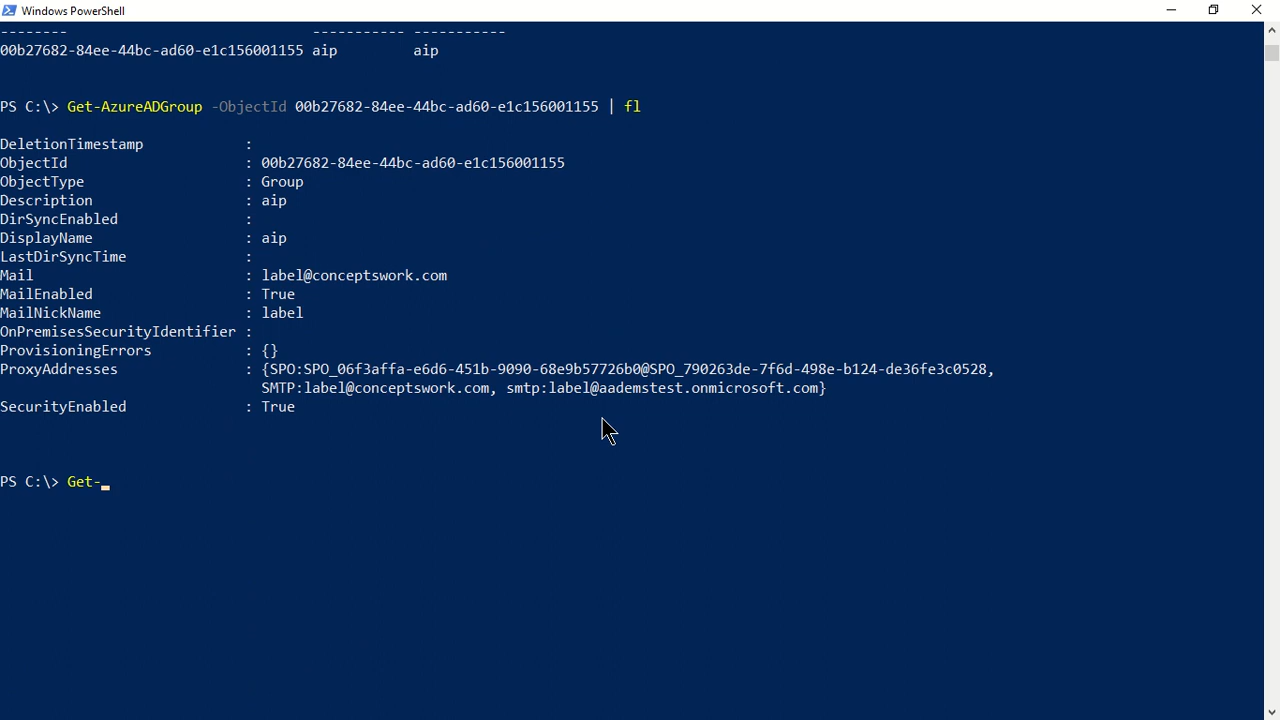 Windows PowerShell
--------                             ----------- -----------
00b27682-84ee-44bc-ad60-e1c156001155 aip         aip
PS C:\> Get-AzureADGroup -ObjectId 00b27682-84ee-44bc-ad60-e1c156001155 | fl
DeletionTimestamp            :
ObjectId                     : 00b27682-84ee-44bc-ad60-e1c156001155
ObjectType                   : Group
Description                  : aip
DirSyncEnabled               :
DisplayName                  : aip
LastDirSyncTime              :
Mail                         : label@conceptswork.com
MailEnabled                  : True
MailNickName                 : label
OnPremisesSecurityIdentifier :
ProvisioningErrors           : {}
ProxyAddresses               : {SPO:SPO_06f3affa-e6d6-451b-9090-68e9b57726b0@SPO_790263de-7f6d-498e-b124-de36fe3c0528,
                               SMTP:label@conceptswork.com, smtp:label@aademstest.onmicrosoft.com}
SecurityEnabled              : True
PS C:\> Get-